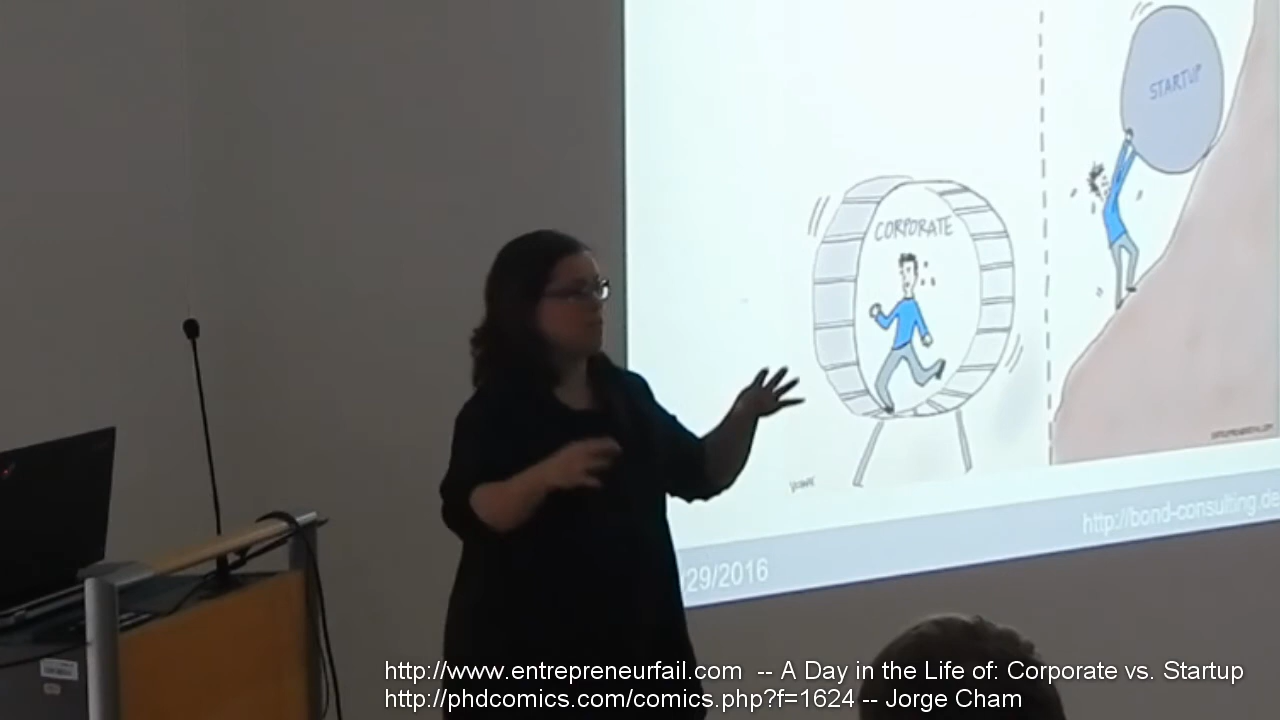 STARTUP
CORPORATE
http://bond-consulting.de
29/2016
http://www.entrepreneurfail.com -- A Day in the Life of: Corporate vs. Startup
http://phdcomics.com/comics.php?f=1624 -- Jorge Cham